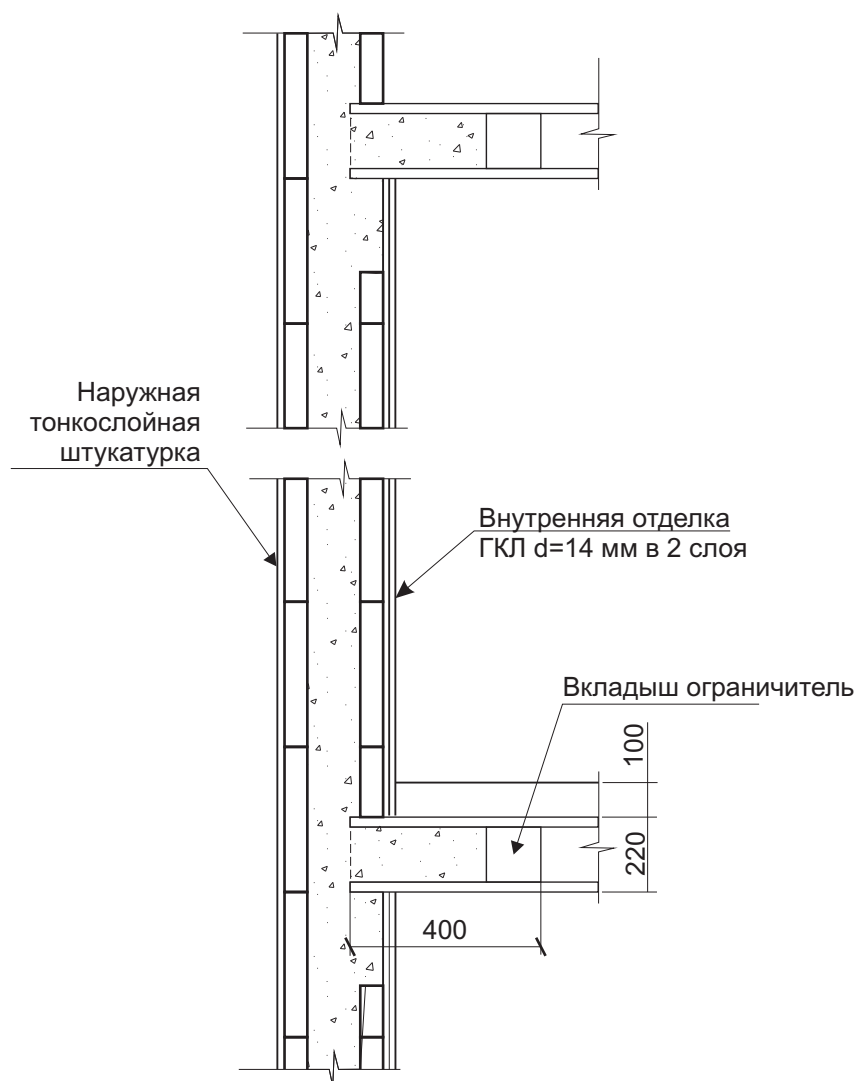 Наружная
тонкослойная
штукатурка
Внутренняя отделка
ГКЛ d=14 мм в 2 слоя
Вкладыш ограничитель
100
220
400